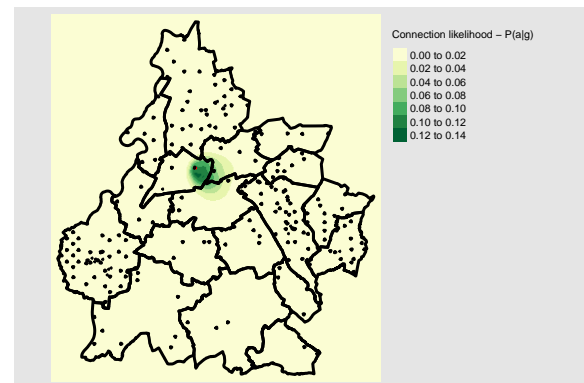 Connection likelihood − P(a|g)
0.00 to 0.02
0.02 to 0.04
0.04 to 0.06
0.06 to 0.08
0.08 to 0.10
0.10 to 0.12
0.12 to 0.14